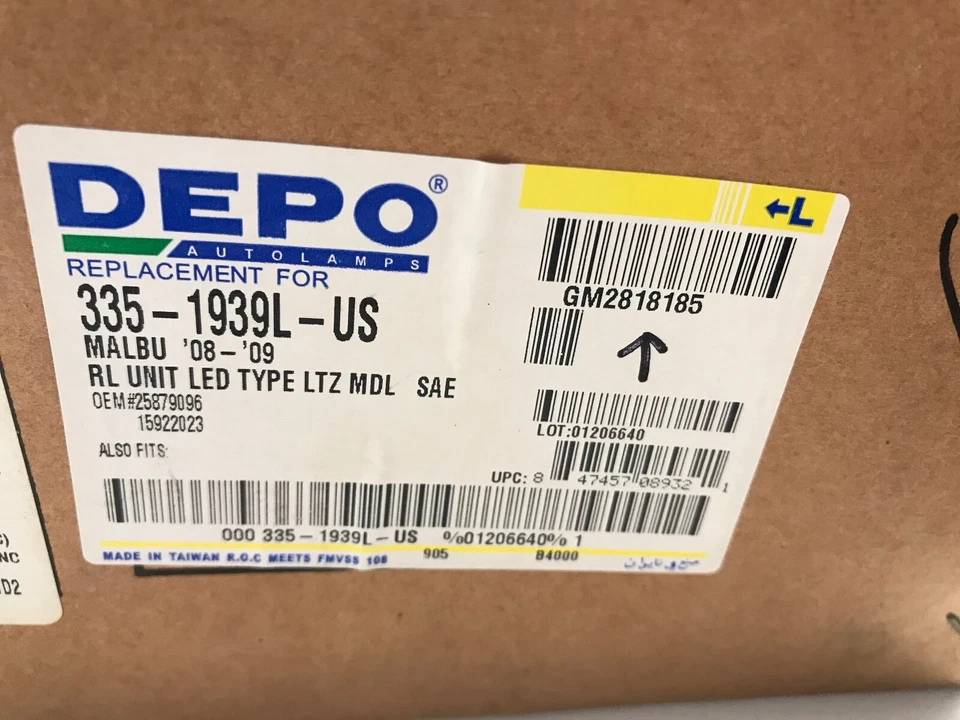 DEPO®
AUTOLAMPS
REPLACEMENT FOR
335-1939L-US
MALBU '08-'09
RL UNIT LED TYPE LTZ MDL SAE
OEM#25879096
15922023
ALSO FITS:
←L
GM2818185
LOT:01206640
UPC: 8 47457 08932 1
000 335-1939L-US %01206640% 1
MADE IN TAIWAN R.O.C MEETS FMVSS 108 905 B4000
NC
D2